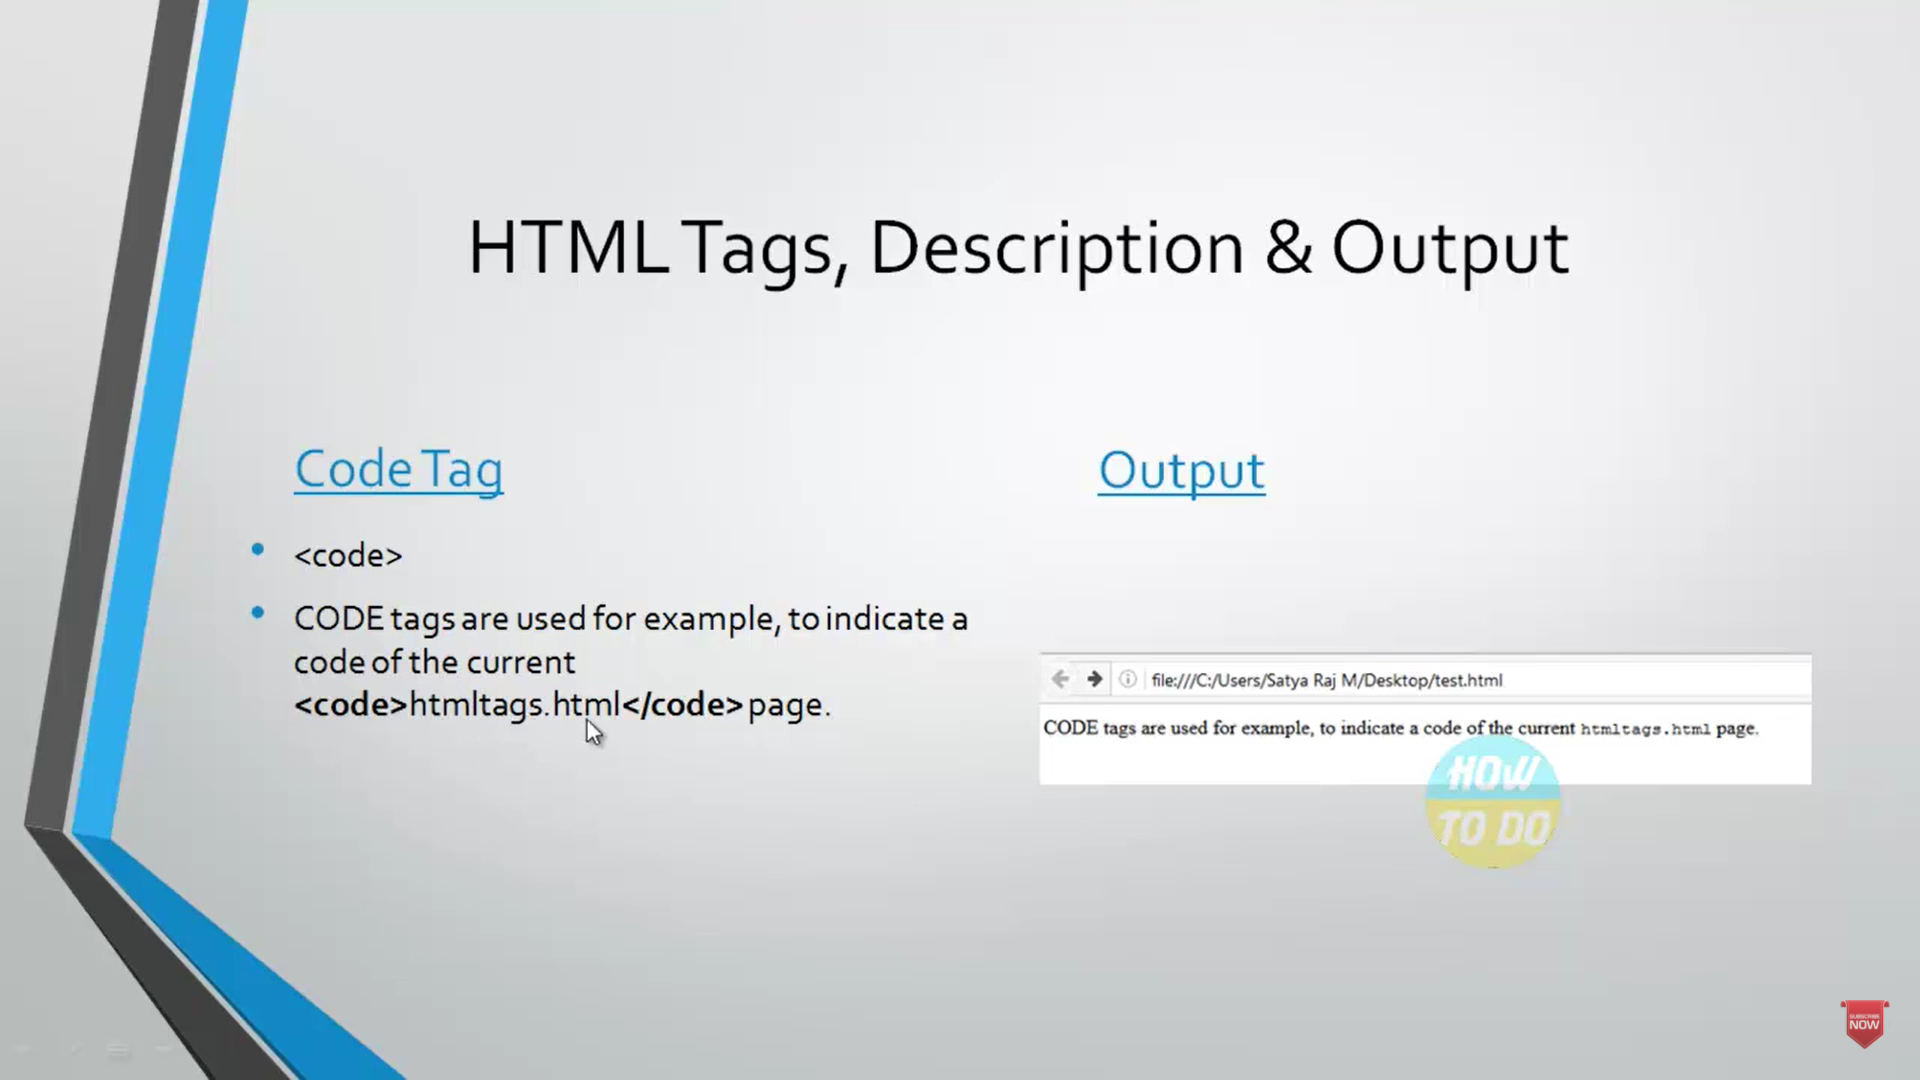 HTML Tags, Description & Output
Code Tag
<code>
CODE tags are used for example, to indicate a
code of the current
<code>htmltags.html</code> page.
Output
file:///C:/Users/Satya Raj M/Desktop/test.html
CODE tags are used for example, to indicate a code of the current htmltags.html page.
HOW
TO DO
SUBSCRIBE
NOW